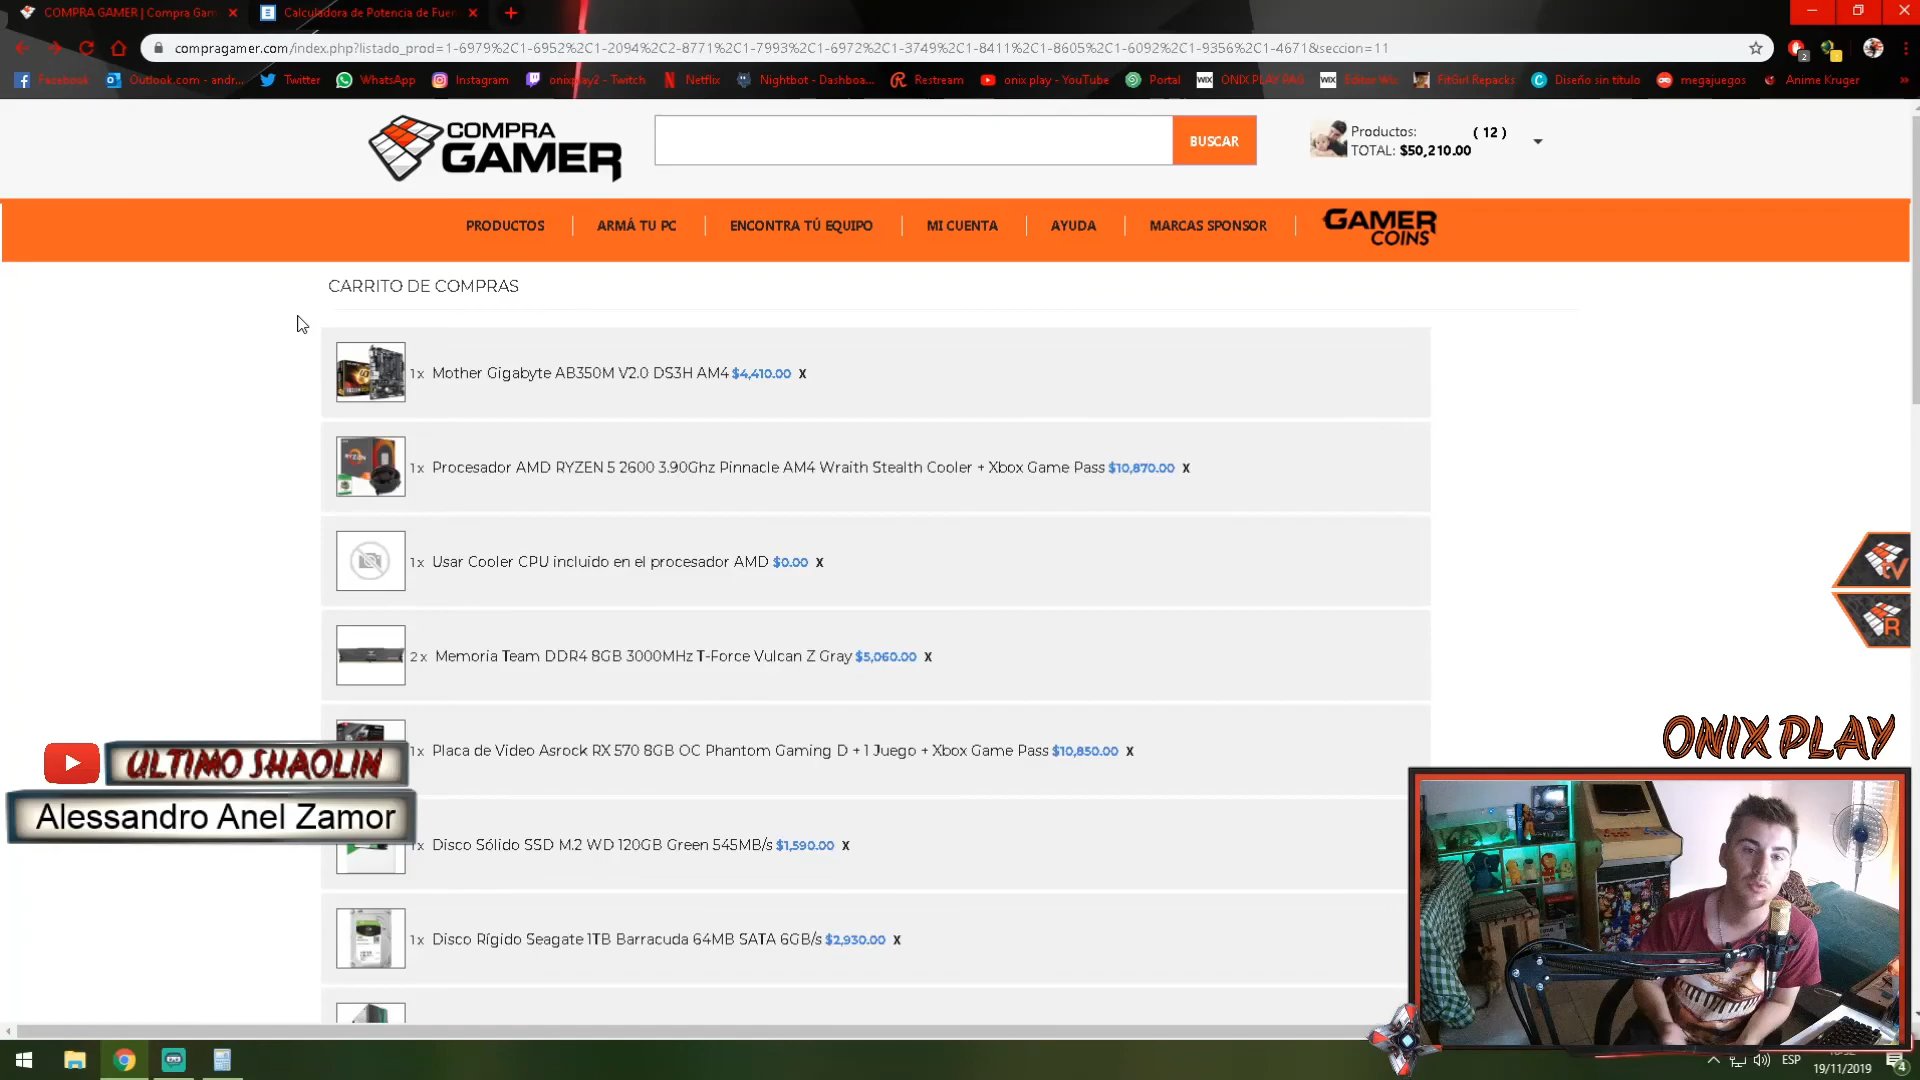 COMPRA GAMER | Compra Gam
Calculadora de Potencia de Fuen
compragamer.com/index.php?listado_prod=1-6979%2C1-6952%2C1-2094%2C2-8771%2C1-7993%2C1-6972%2C1-3749%2C1-8411%2C1-8605%2C1-6092%2C1-9356%2C1-4671&seccion=11
2
Facebook
Outlook.com - andr...
Twitter
WhatsApp
Instagram
onixplay2 - Twitch
Netflix
Nightbot - Dashboa...
Restream
onix play - YouTube
Portal
WIX
ONIX PLAY PAG
WIX
Editor Wix
FitGirl Repacks
Diseño sin título
megajuegos
Anime Kruger
COMPRA
GAMER
BUSCAR
Productos: ( 12 )
TOTAL: $50,210.00
PRODUCTOS
ARMÁ TU PC
ENCONTRA TÚ EQUIPO
MI CUENTA
AYUDA
MARCAS SPONSOR
GAMER
COINS
CARRITO DE COMPRAS
1x Mother Gigabyte AB350M V2.0 DS3H AM4 $4,410.00 X
1x Procesador AMD RYZEN 5 2600 3.90Ghz Pinnacle AM4 Wraith Stealth Cooler + Xbox Game Pass $10,870.00 X
1x Usar Cooler CPU incluido en el procesador AMD $0.00 X
2x Memoria Team DDR4 8GB 3000MHz T-Force Vulcan Z Gray $5,060.00 X
1x Placa de Video Asrock RX 570 8GB OC Phantom Gaming D + 1 Juego + Xbox Game Pass $10,850.00 X
x Disco Sólido SSD M.2 WD 120GB Green 545MB/s $1,590.00 X
1x Disco Rígido Seagate 1TB Barracuda 64MB SATA 6GB/s $2,930.00 X
ULTIMO SHAOLIN
Alessandro Anel Zamor
ONIX PLAY
ESP
19/11/2019
4